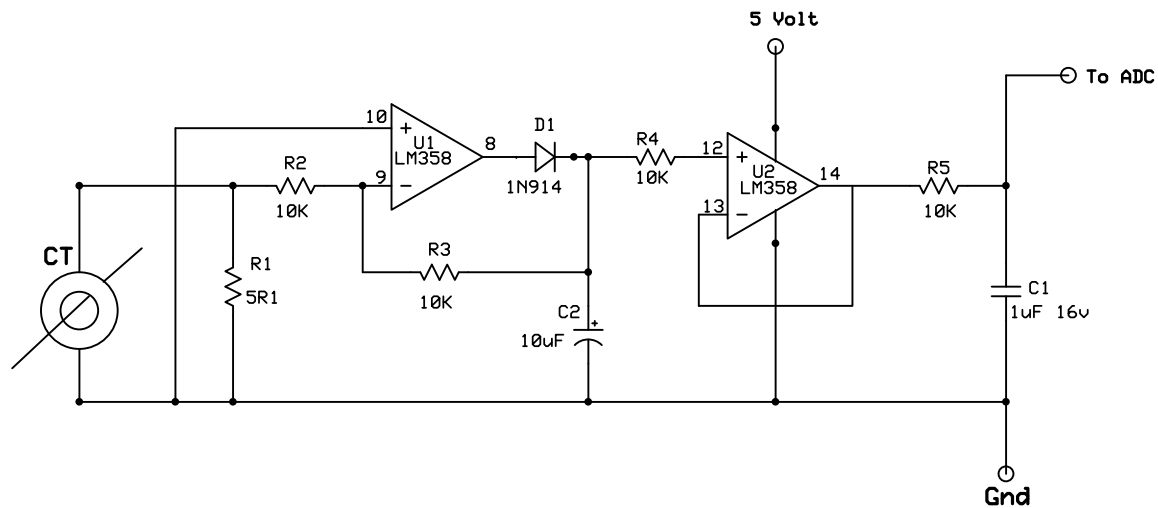 5 Volt
To ADC
10
U1
LM358
8
D1
1N914
R4
10K
12
U2
LM358
14
13
R5
10K
R2
10K
9
CT
R1
5R1
R3
10K
C2
+
10uF
C1
1uF 16v
Gnd